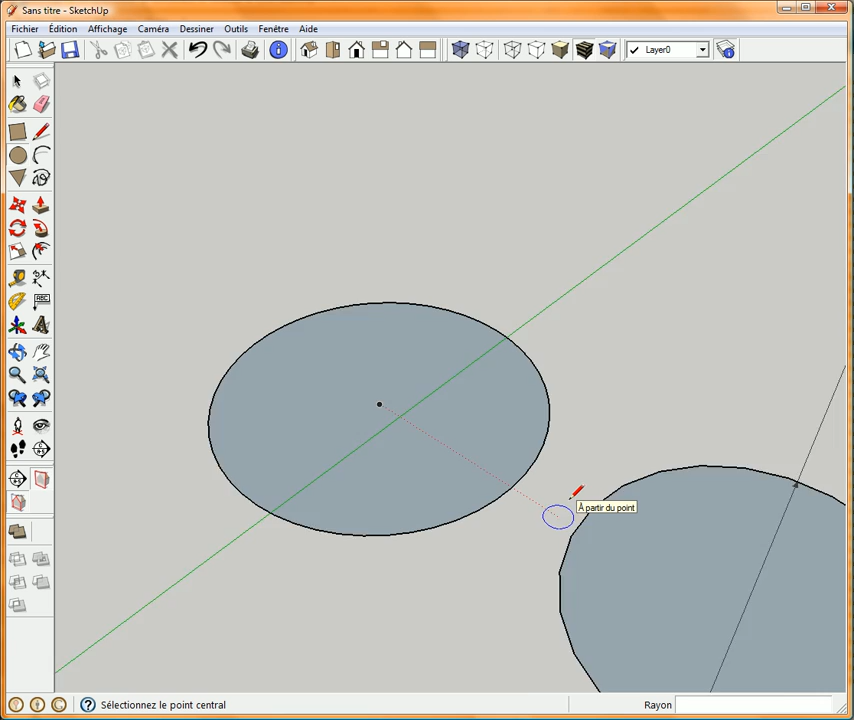 Sans titre - SketchUp
Fichier Édition Affichage Caméra Dessiner Outils Fenêtre Aide
Layer0
ABC
À partir du point
Sélectionnez le point central
Rayon